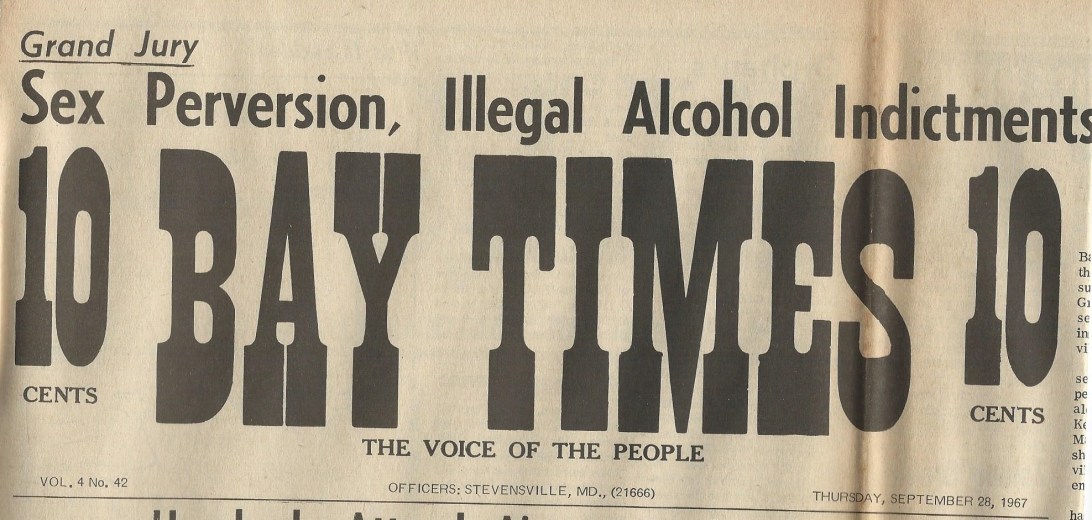 Grand Jury
Sex Perversion, Illegal Alcohol Indictments
10 BAY TIMES 10
CENTS
CENTS
THE VOICE OF THE PEOPLE
VOL. 4 No. 42
OFFICERS: STEVENSVILLE, MD., (21666)
THURSDAY, SEPTEMBER 28, 1967